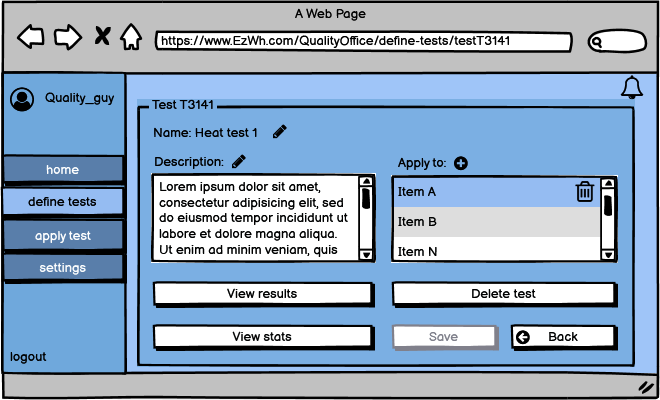 A Web Page
https://www.EzWh.com/QualityOffice/define-tests/testT3141
Quality_guy
home
define tests
apply test
settings
logout
Test T3141
Name: Heat test 1
Description:
Lorem ipsum dolor sit amet,
consectetur adipisicing elit, sed
do eiusmod tempor incididunt ut
labore et dolore magna aliqua.
Ut enim ad minim veniam, quis
Apply to:
Item A
Item B
Item N
View results
Delete test
View stats
Save
Back